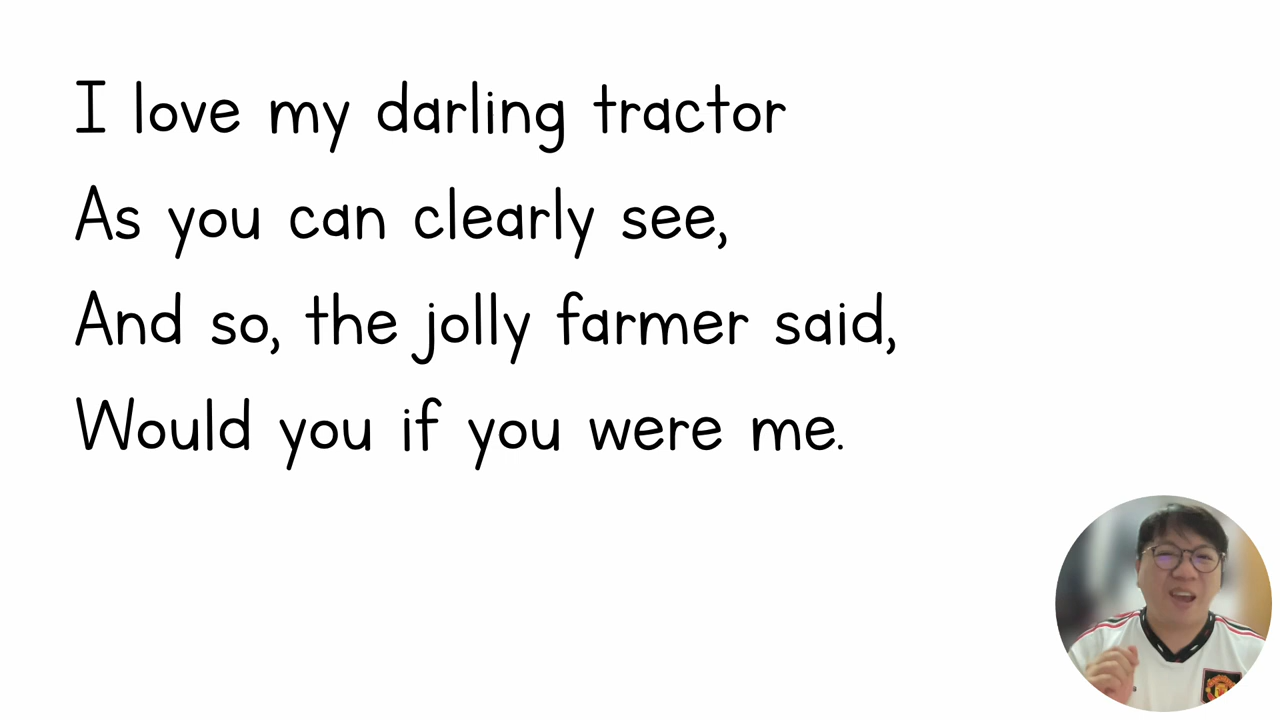 I love my darling tractor
As you can clearly see,
And so, the jolly farmer said,
Would you if you were me.